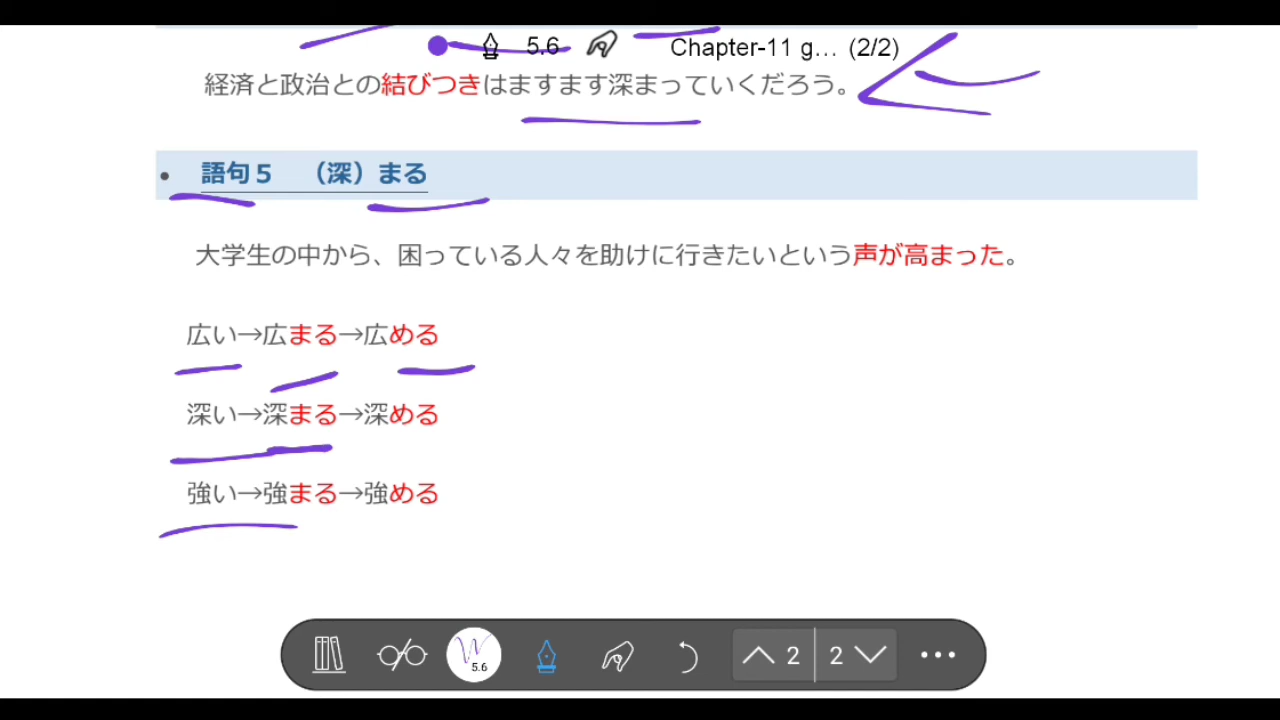 5.6 Chapter-11 g… (2/2)
経済と政治との結びつきはますます深まっていくだろう。
• 語句５　（深）まる
大学生の中から、困っている人々を助けに行きたいという声が高まった。
広い→広まる→広める
深い→深まる→深める
強い→強まる→強める
5.6 2 2